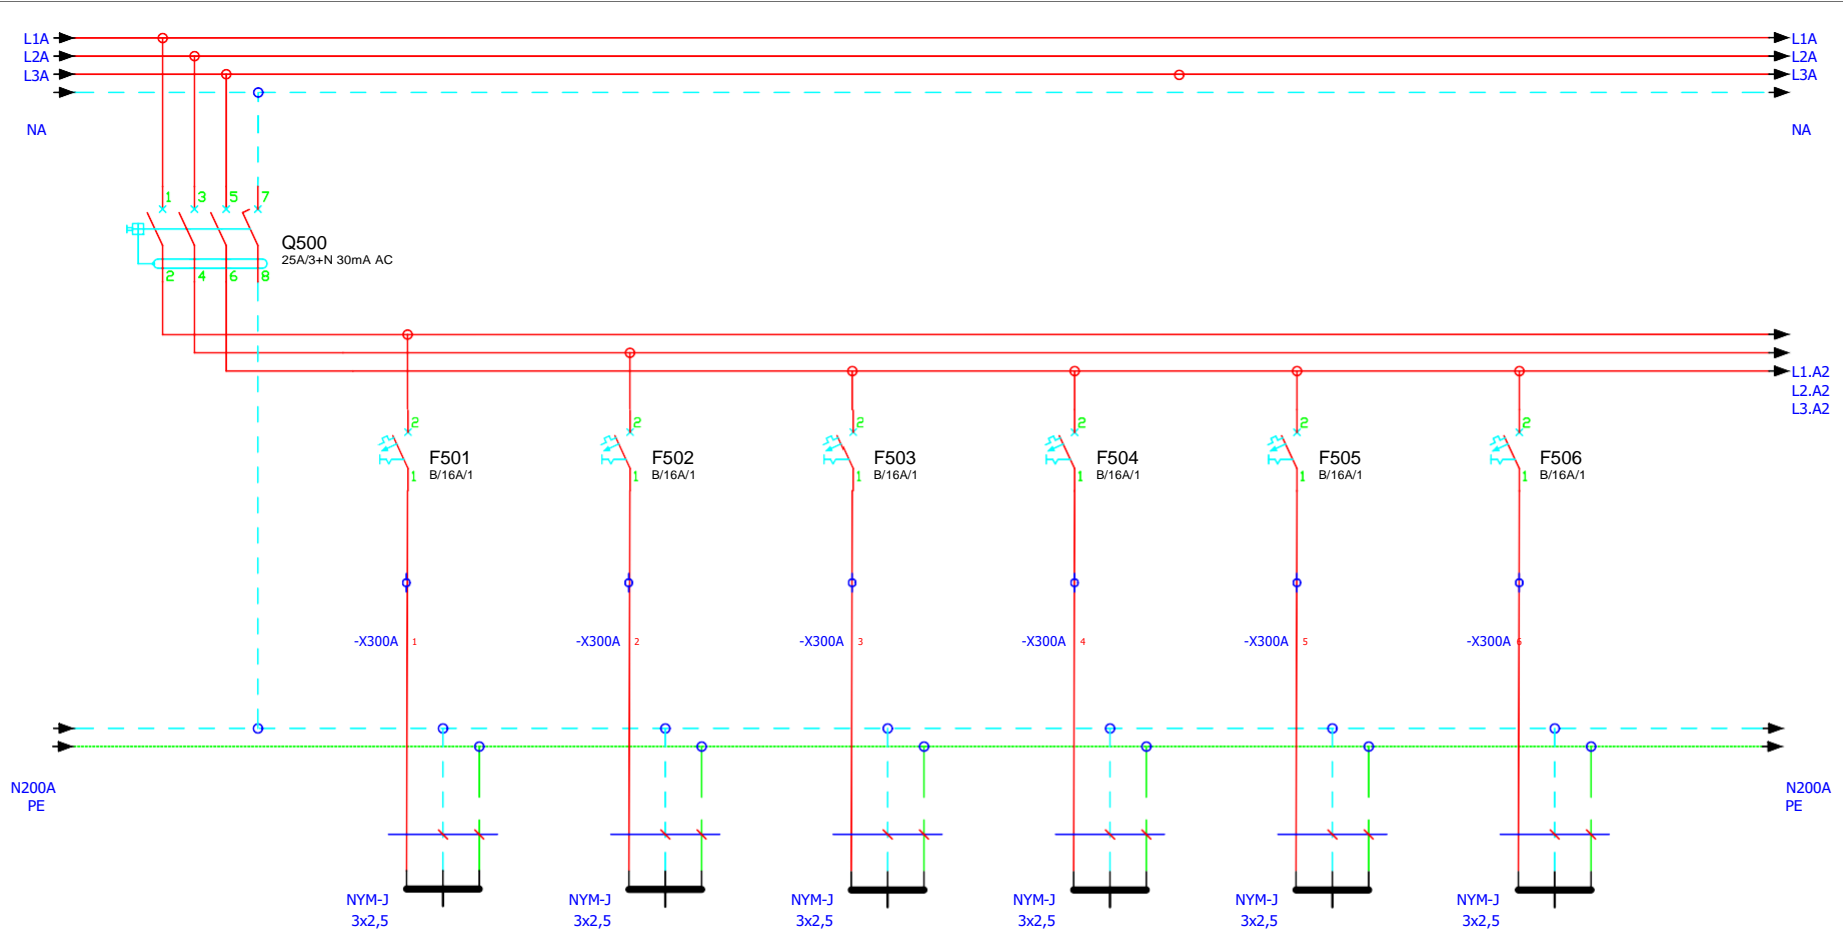 L1A
L1A
L2A
L2A
L3A
L3A
NA
NA
1 3 5 7
Q500
25A/3+N 30mA AC
2 4 6 8
L1.A2
L2.A2
L3.A2
2 2 2 2 2 2
F501 F502 F503 F504 F505 F506
B/16A/1 B/16A/1 B/16A/1 B/16A/1 B/16A/1 B/16A/1
1 1 1 1 1 1
-X300A 1 -X300A 2 -X300A 3 -X300A 4 -X300A 5 -X300A 6
N200A
N200A
PE
PE
NYM-J NYM-J NYM-J NYM-J NYM-J NYM-J
3x2,5 3x2,5 3x2,5 3x2,5 3x2,5 3x2,5